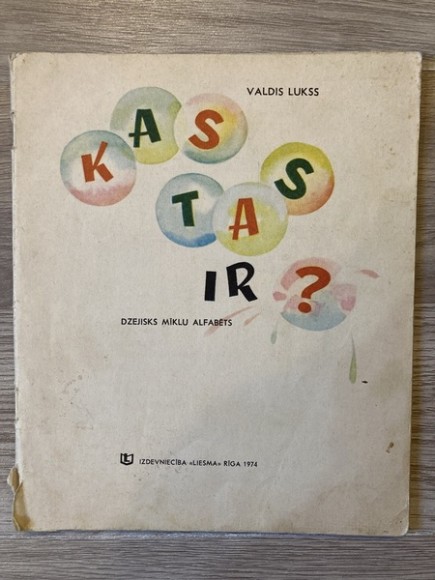 VALDIS LUKSS
KAS
TAS
IR?
DZEJISKS MĪKLU ALFABĒTS
IZDEVNIECĪBA «LIESMA» RĪGA 1974